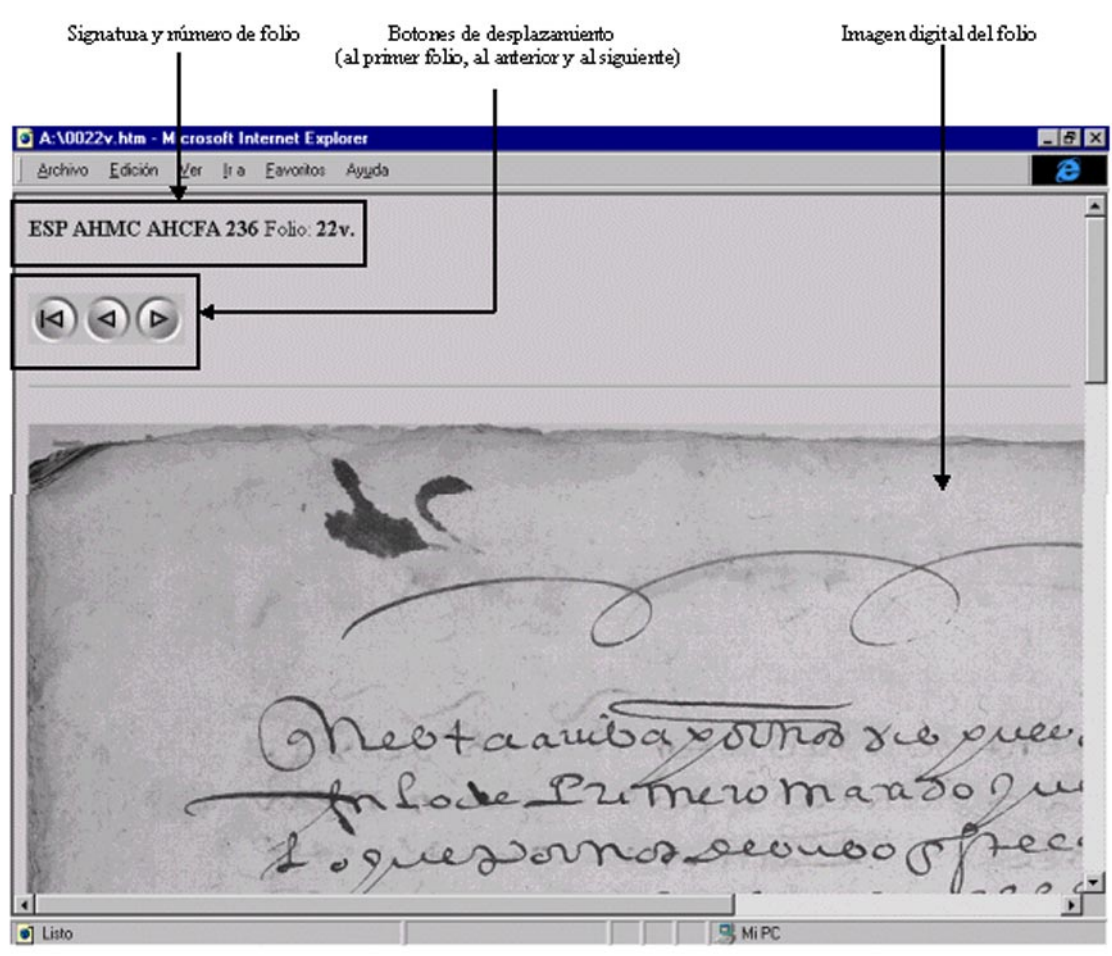 Signatura y número de folio
Botones de desplazamiento
(al primer folio, al anterior y al siguiente)
Imagen digital del folio
A:\0022v.htm - Microsoft Internet Explorer
Archivo Edición Ver Ir a Favoritos Ayuda
ESP AHMC AHCFA 236 Folio: 22v.
arriba
Primero
Listo
Mi PC